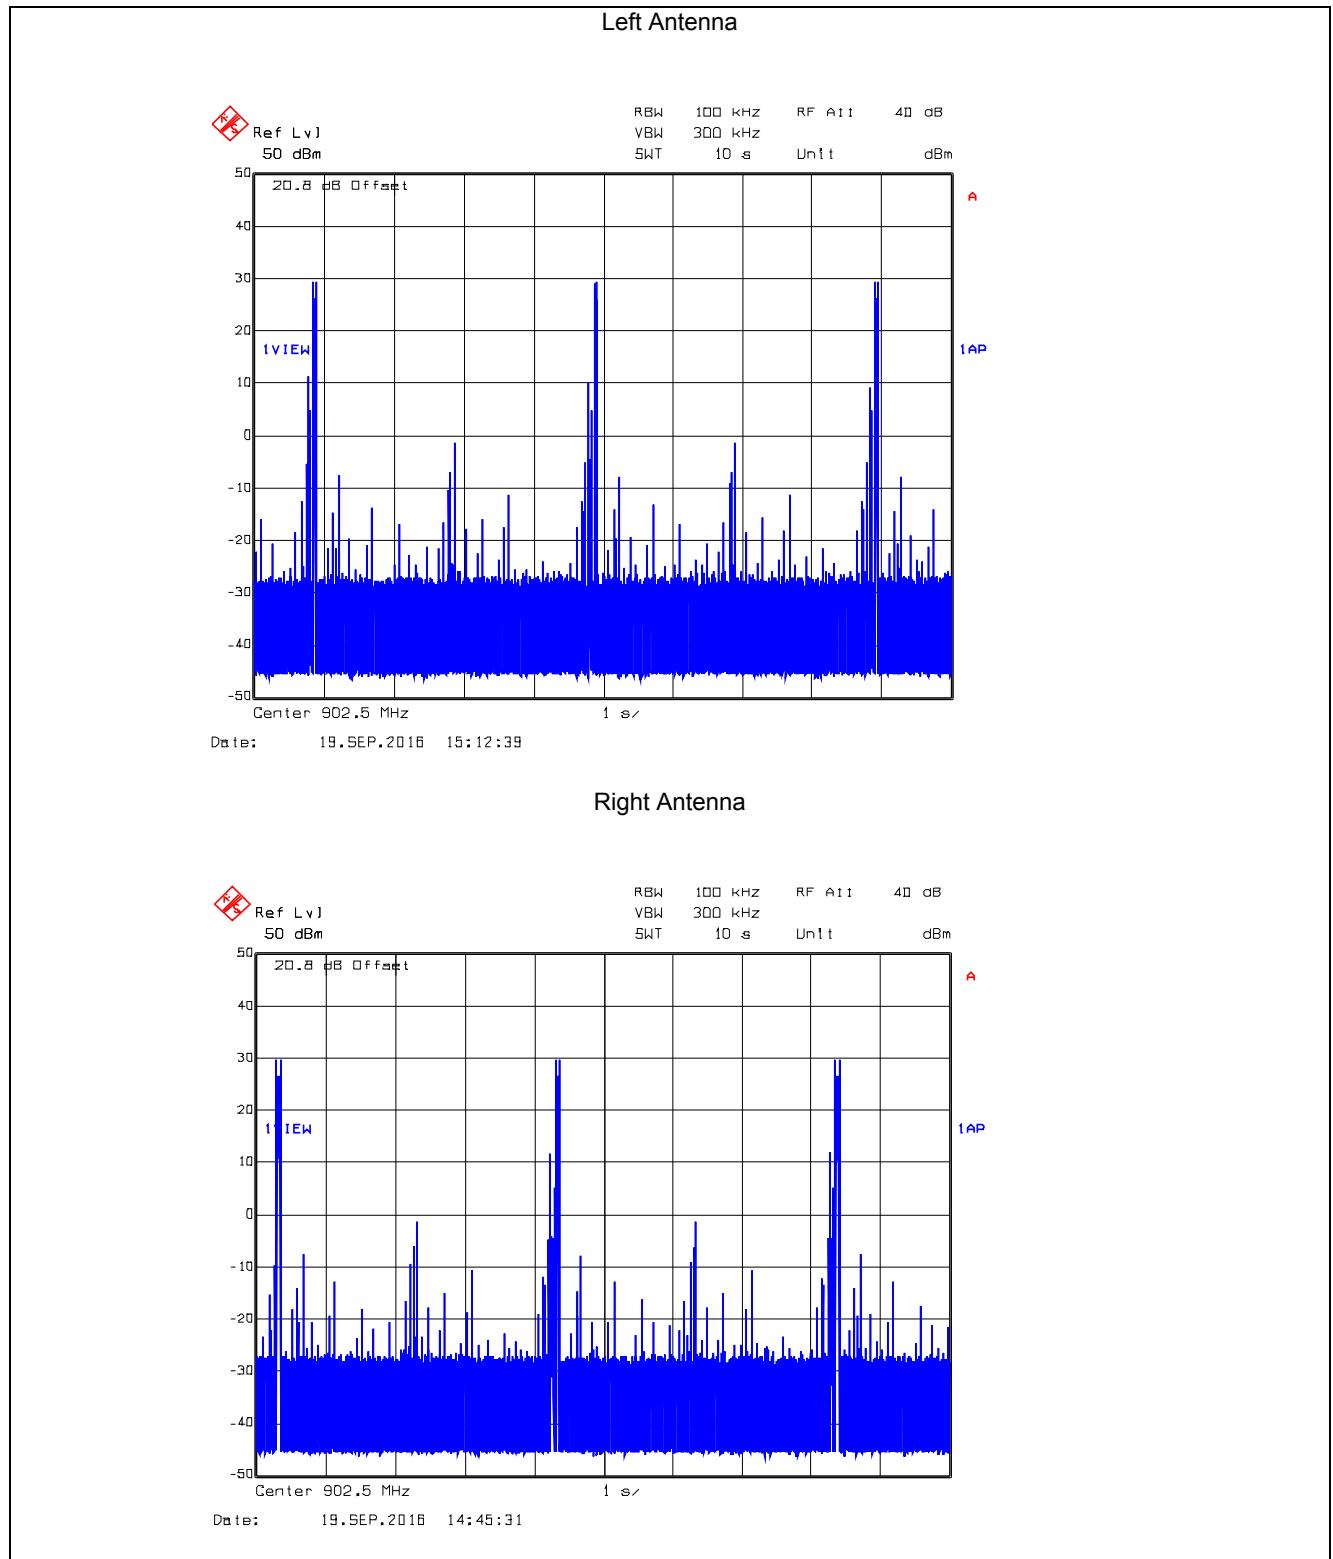 Left Antenna
RBW 100 kHz RF Att 40 dB
Ref Lvl VBW 300 kHz
50 dBm SWT 10 s Unit dBm
50
20.8 dB Offset
A
40
30
20
1VIEW 1AP
10
0
-10
-20
-30
-40
-50
Center 902.5 MHz 1 s/
Date: 19.SEP.2016 15:12:39
Right Antenna
RBW 100 kHz RF Att 40 dB
Ref Lvl VBW 300 kHz
50 dBm SWT 10 s Unit dBm
50
20.8 dB Offset
A
40
30
20
1VIEW 1AP
10
0
-10
-20
-30
-40
-50
Center 902.5 MHz 1 s/
Date: 19.SEP.2016 14:45:31